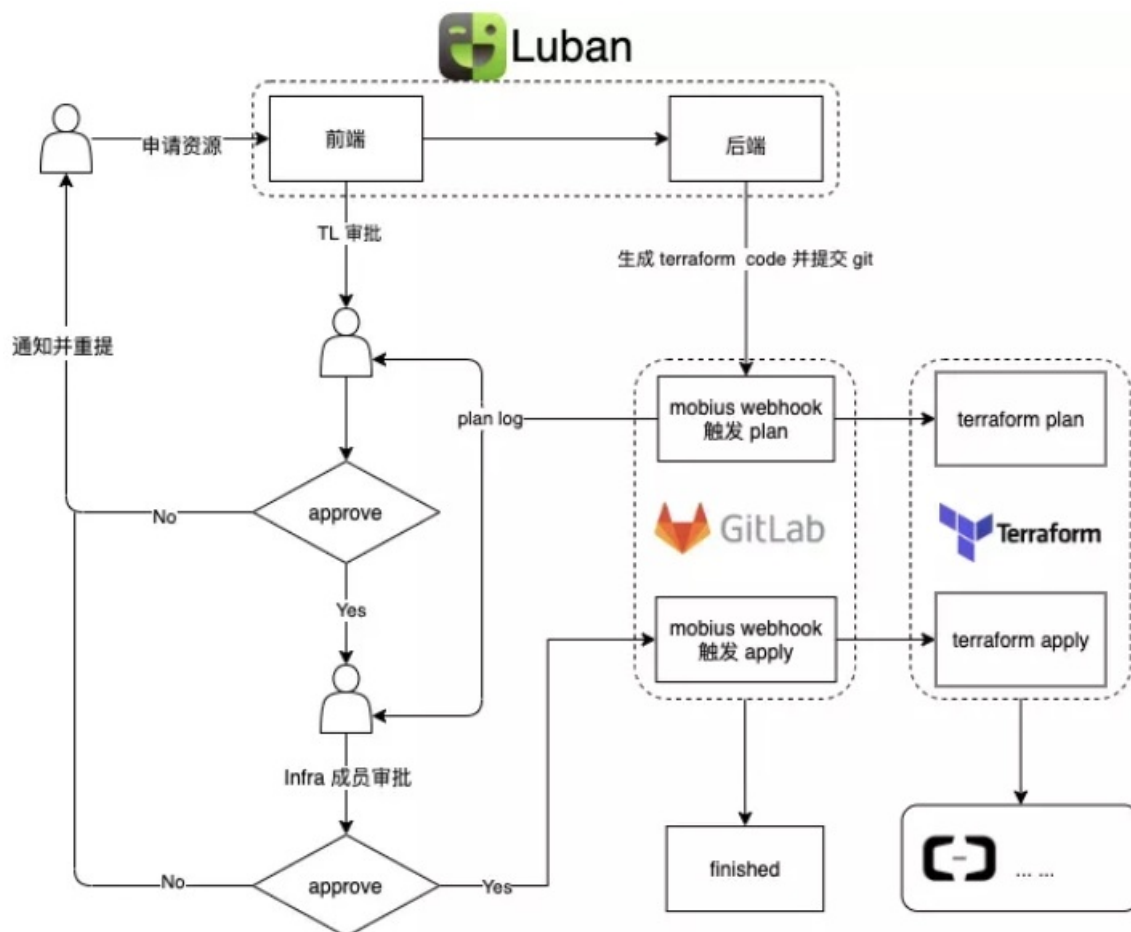 Luban
申请资源
前端
后端
TL 审批
生成 terraform code 并提交 git
通知并重提
plan log
mobius webhook
触发 plan
terraform plan
No
approve
GitLab
Terraform
Yes
mobius webhook
触发 apply
terraform apply
Infra 成员审批
No
approve
Yes
finished
... ...